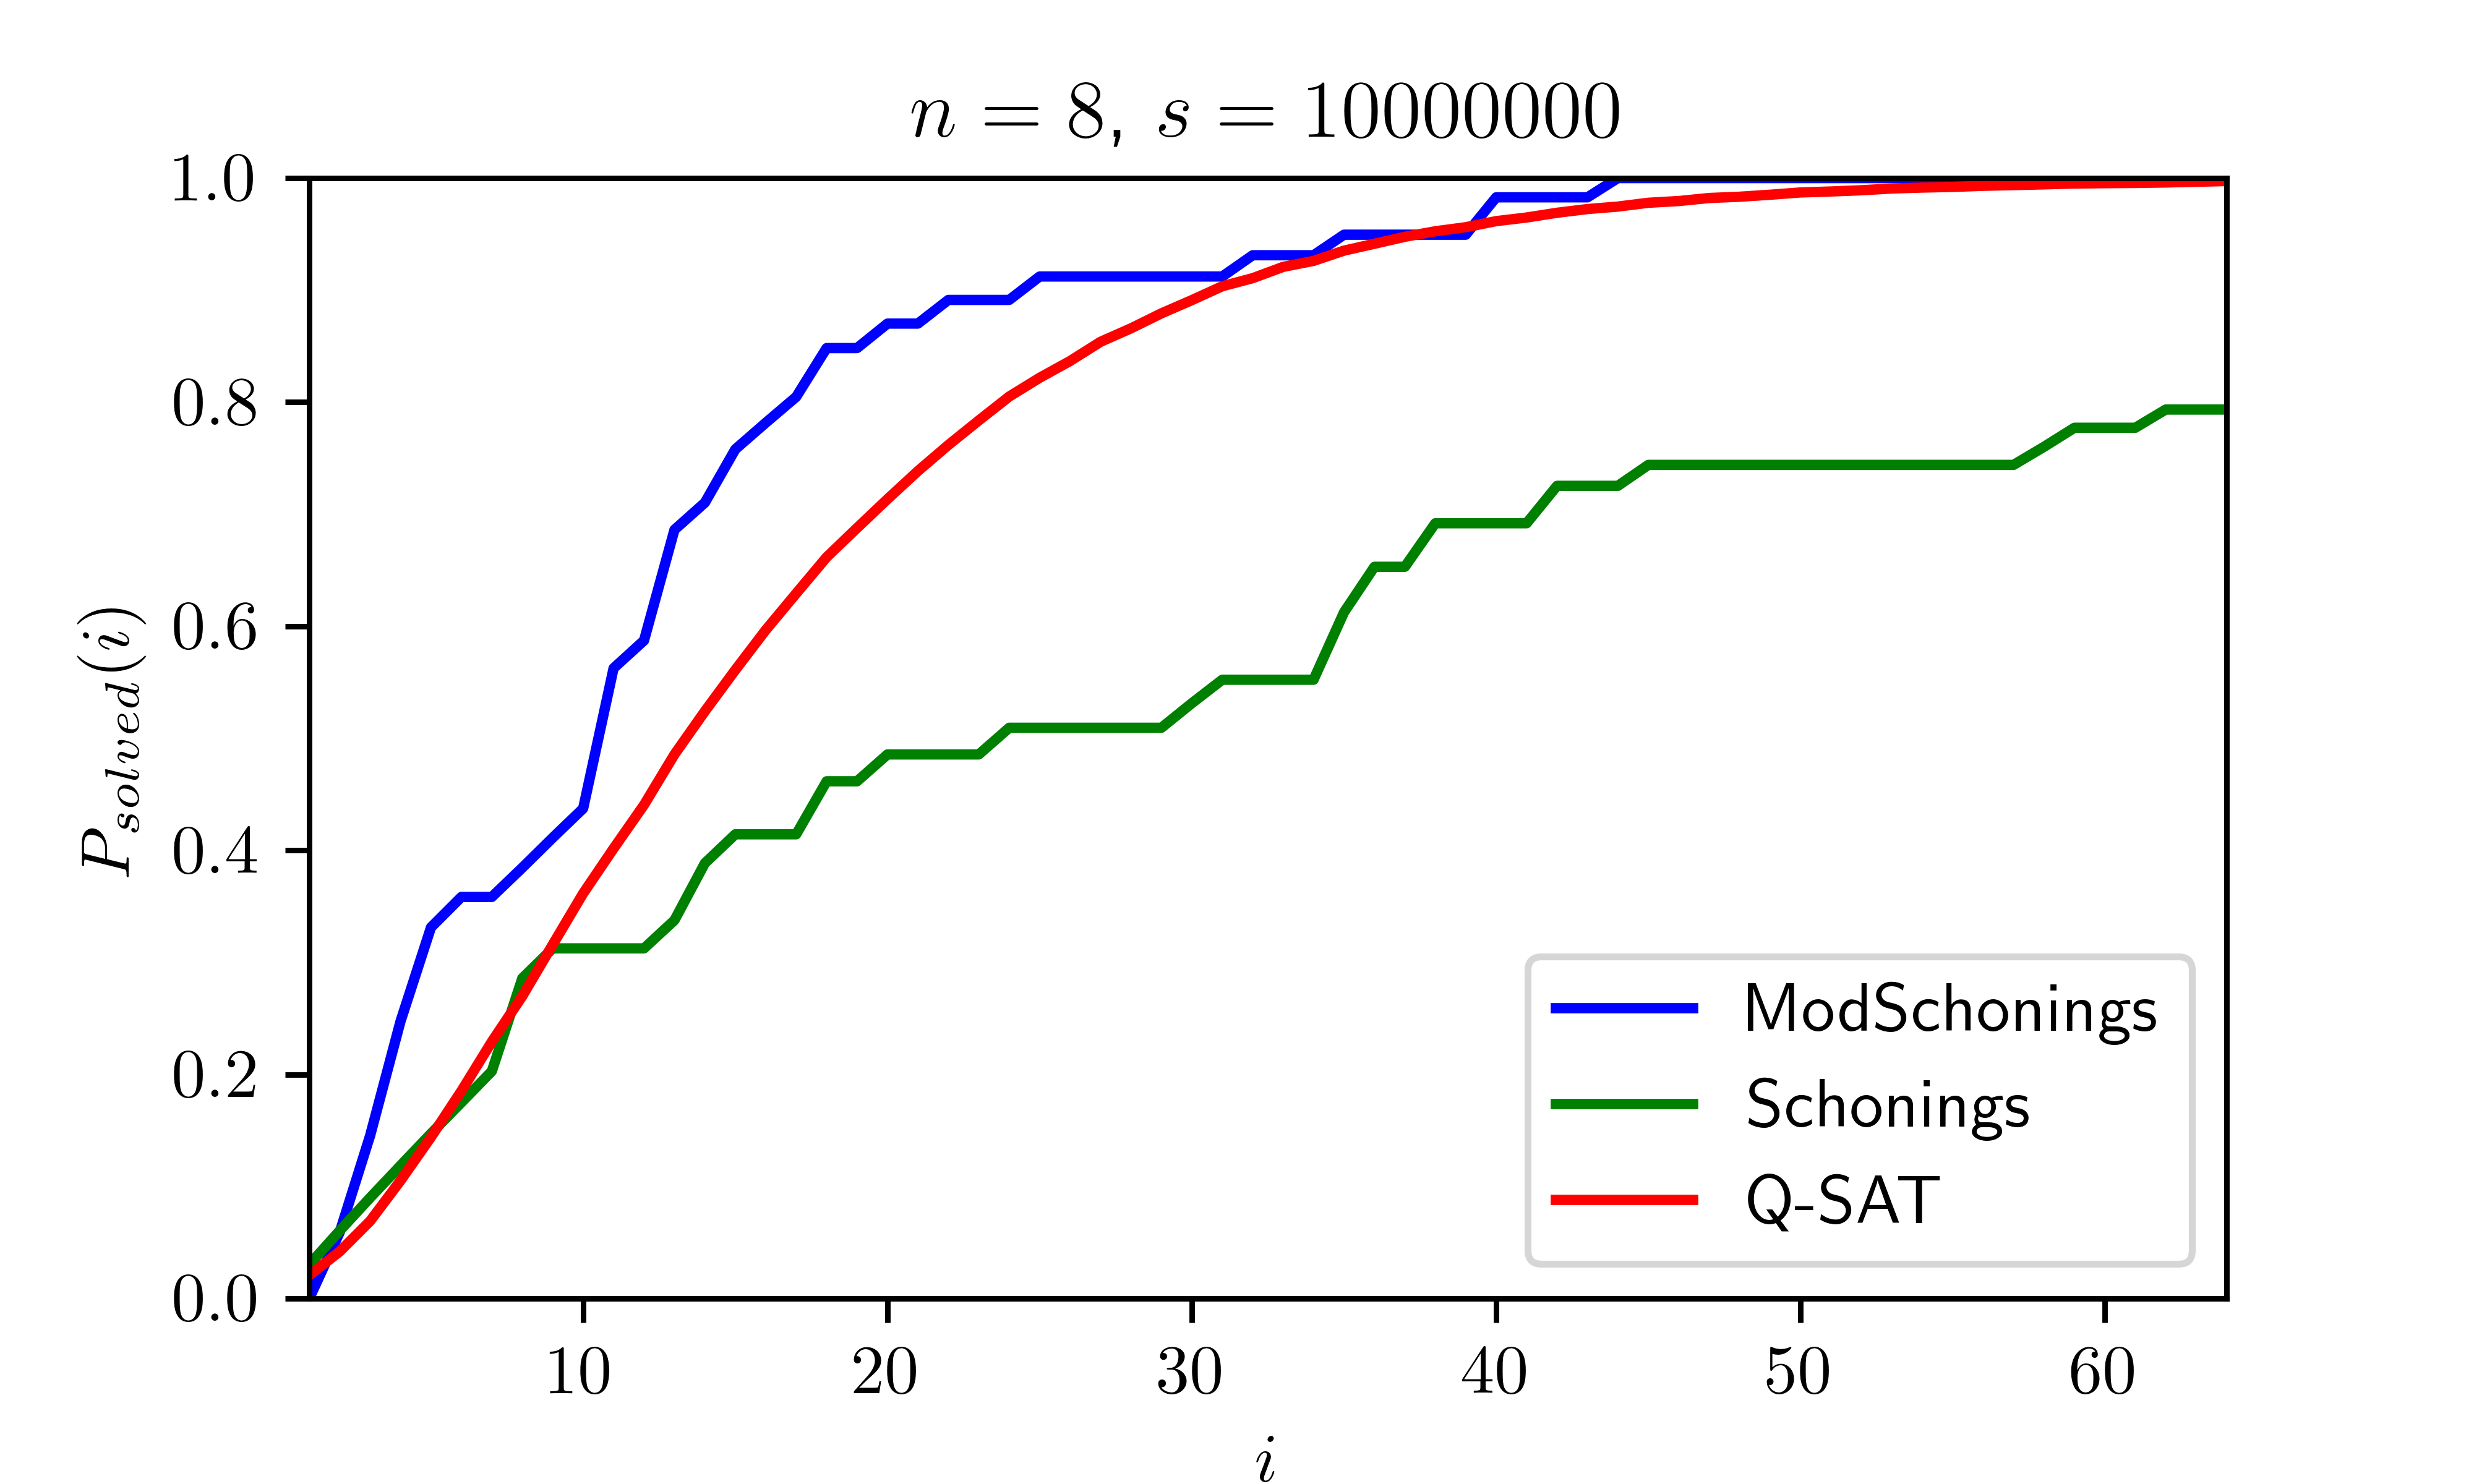 n = 8, s = 10000000
1.0
0.8
0.6
0.4
0.2
0.0
P_solved(i)
10 20 30 40 50 60
i
ModSchonings
Schonings
Q-SAT